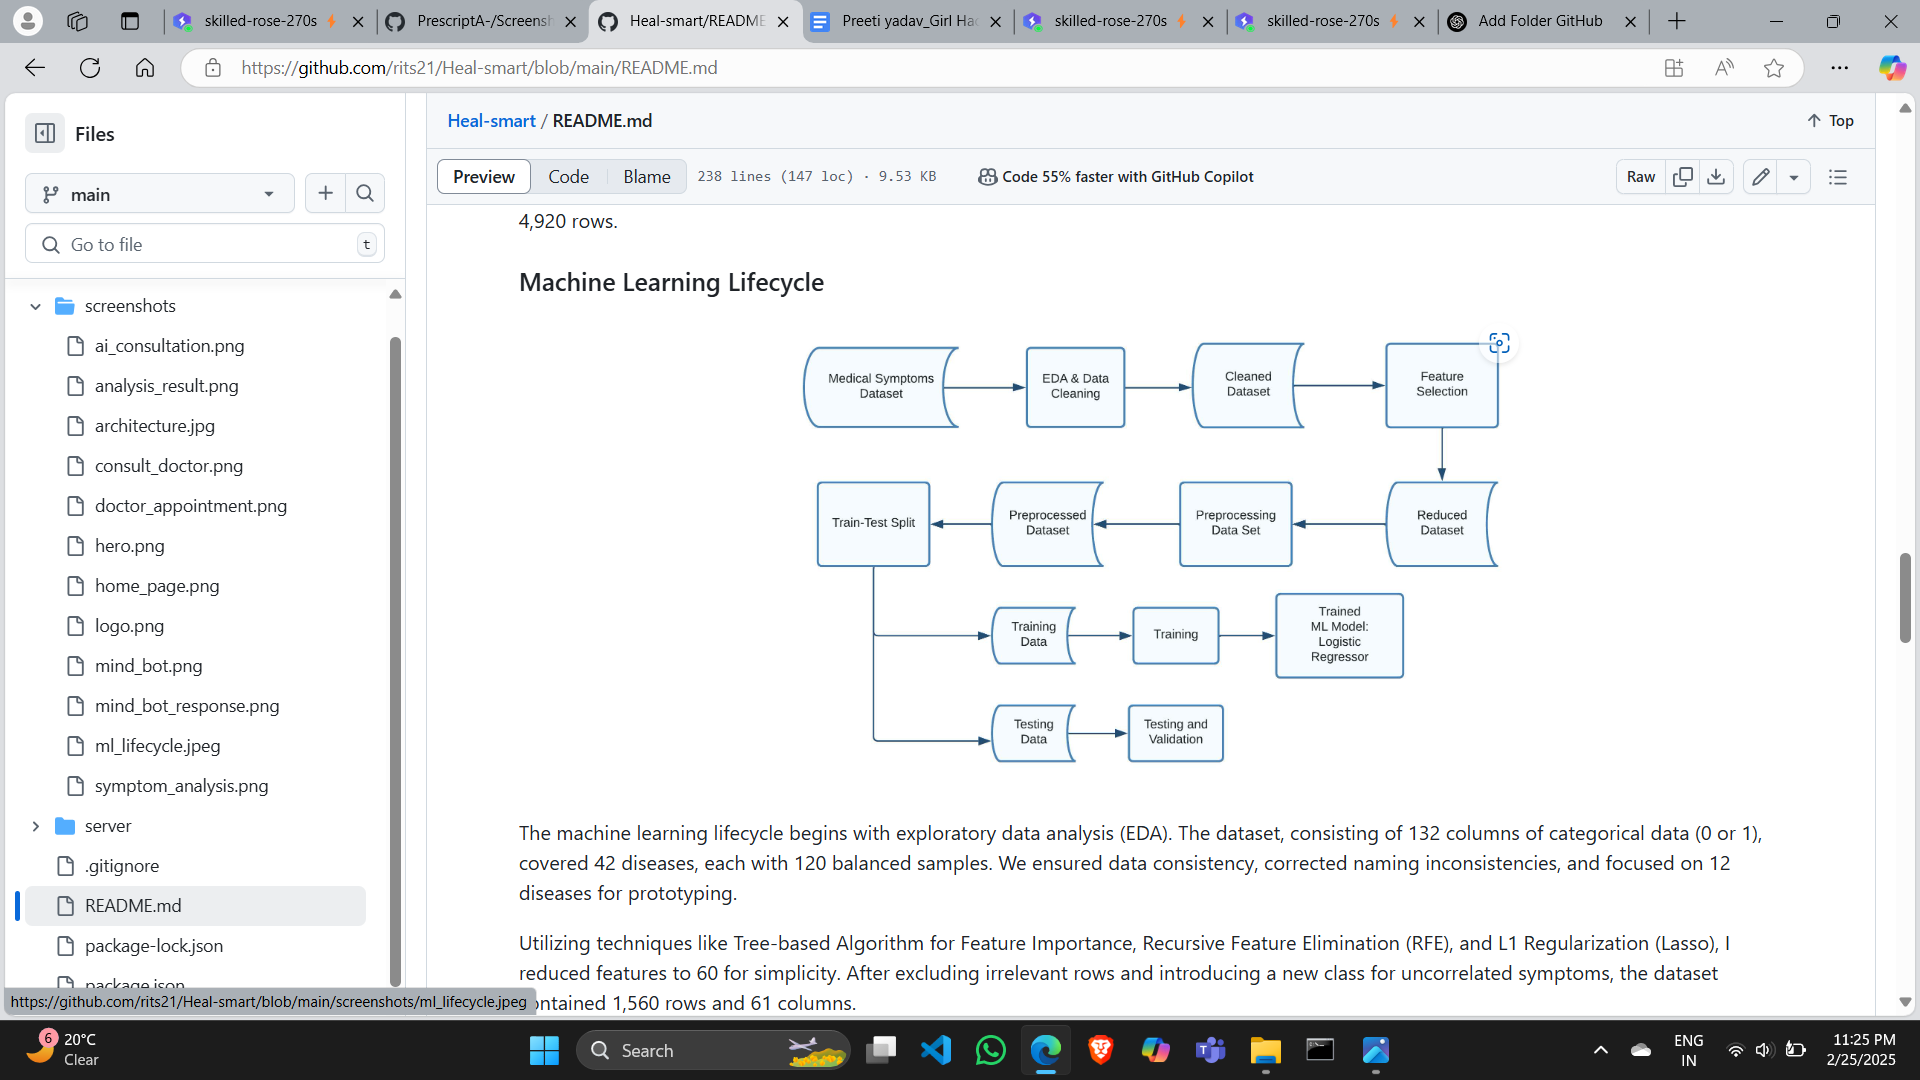 skilled-rose-270s
PrescriptA-/Screensh
Heal-smart/README
Preeti yadav_Girl Hac
skilled-rose-270s
skilled-rose-270s
Add Folder GitHub
https://github.com/rits21/Heal-smart/blob/main/README.md
Files
main
Go to file
t
screenshots
ai_consultation.png
analysis_result.png
architecture.jpg
consult_doctor.png
doctor_appointment.png
hero.png
home_page.png
logo.png
mind_bot.png
mind_bot_response.png
ml_lifecycle.jpeg
symptom_analysis.png
server
.gitignore
README.md
package-lock.json
package.json
https://github.com/rits21/Heal-smart/blob/main/screenshots/ml_lifecycle.jpeg
Heal-smart / README.md
Top
Preview
Code
Blame
238 lines (147 loc) · 9.53 KB
Code 55% faster with GitHub Copilot
Raw
4,920 rows.
Machine Learning Lifecycle
Medical Symptoms
Dataset
EDA & Data
Cleaning
Cleaned
Dataset
Feature
Selection
Train-Test Split
Preprocessed
Dataset
Preprocessing
Data Set
Reduced
Dataset
Training
Data
Training
Trained
ML Model:
Logistic
Regressor
Testing
Data
Testing and
Validation
The machine learning lifecycle begins with exploratory data analysis (EDA). The dataset, consisting of 132 columns of categorical data (0 or 1),
covered 42 diseases, each with 120 balanced samples. We ensured data consistency, corrected naming inconsistencies, and focused on 12
diseases for prototyping.
Utilizing techniques like Tree-based Algorithm for Feature Importance, Recursive Feature Elimination (RFE), and L1 Regularization (Lasso), I
reduced features to 60 for simplicity. After excluding irrelevant rows and introducing a new class for uncorrelated symptoms, the dataset
ontained 1,560 rows and 61 columns.
6
20°C
Clear
Search
ENG
IN
11:25 PM
2/25/2025